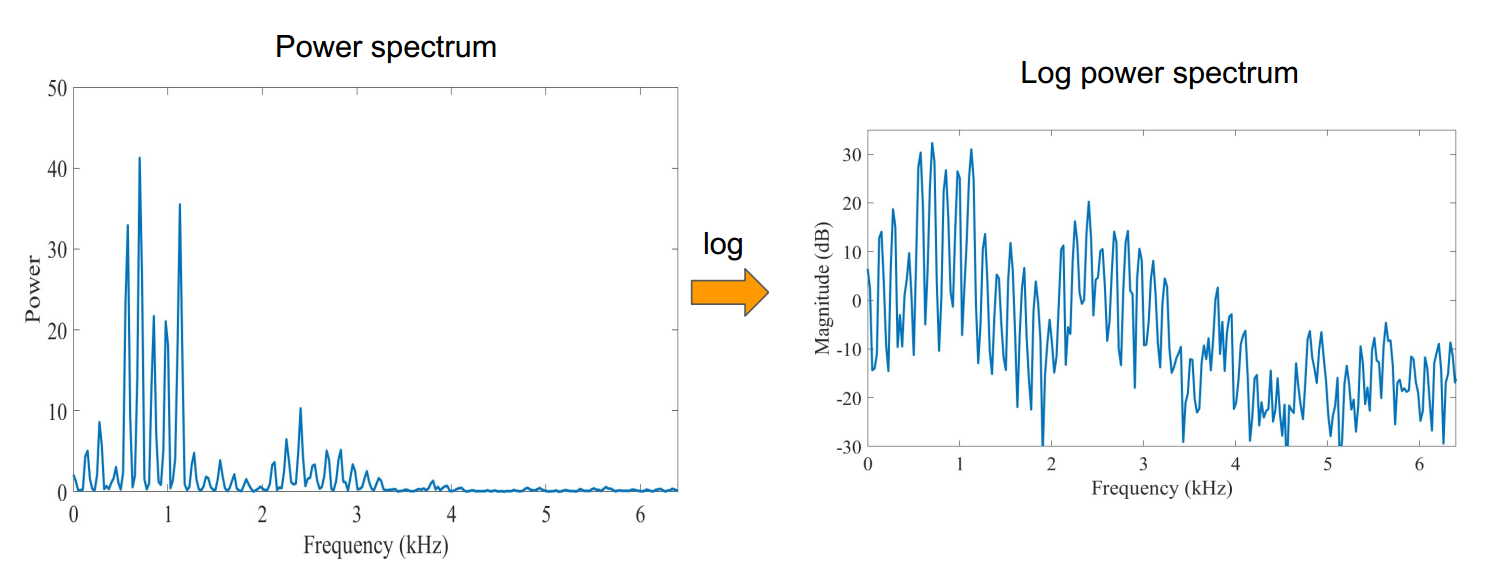 Power spectrum
50
40
30
20
10
0
Power
0 1 2 3 4 5 6
Frequency (kHz)
log
Log power spectrum
30
20
10
0
-10
-20
-30
Magnitude (dB)
0 1 2 3 4 5 6
Frequency (kHz)